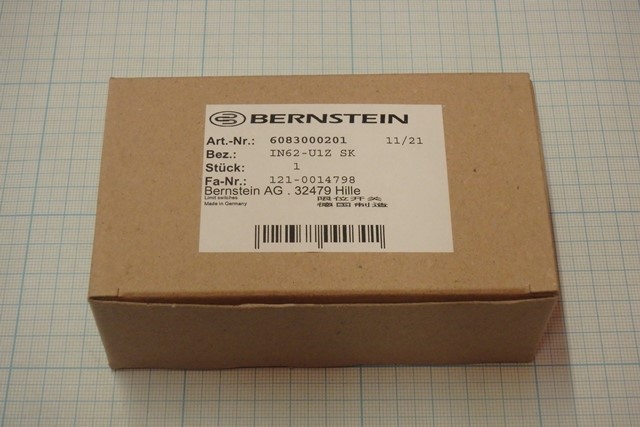 BERNSTEIN
Art.-Nr.: 6083000201 11/21
Bez.: IN62-U1Z SK
Stück: 1
Fa-Nr.: 121-0014798
Bernstein AG . 32479 Hille
Limit switches 限位开关
Made in Germany 德国制造